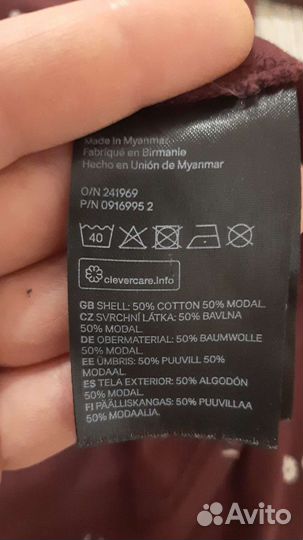 Made in Myanmar
Fabriqué en Birmanie
Hecho en Unión de Myanmar
O/N 241969
P/N 0916995 2
40
clevercare.info
GB SHELL: 50% COTTON 50% MODAL.
CZ SVRCHNÍ LÁTKA: 50% BAVLNA
50% MODAL.
DE OBERMATERIAL: 50% BAUMWOLLE
50% MODAL.
EE ÜMBRIS: 50% PUUVILL 50%
MODAAL.
ES TELA EXTERIOR: 50% ALGODÓN
50% MODAL.
FI PÄÄLLISKANGAS: 50% PUUVILLAA
50% MODAALIA.
Avito